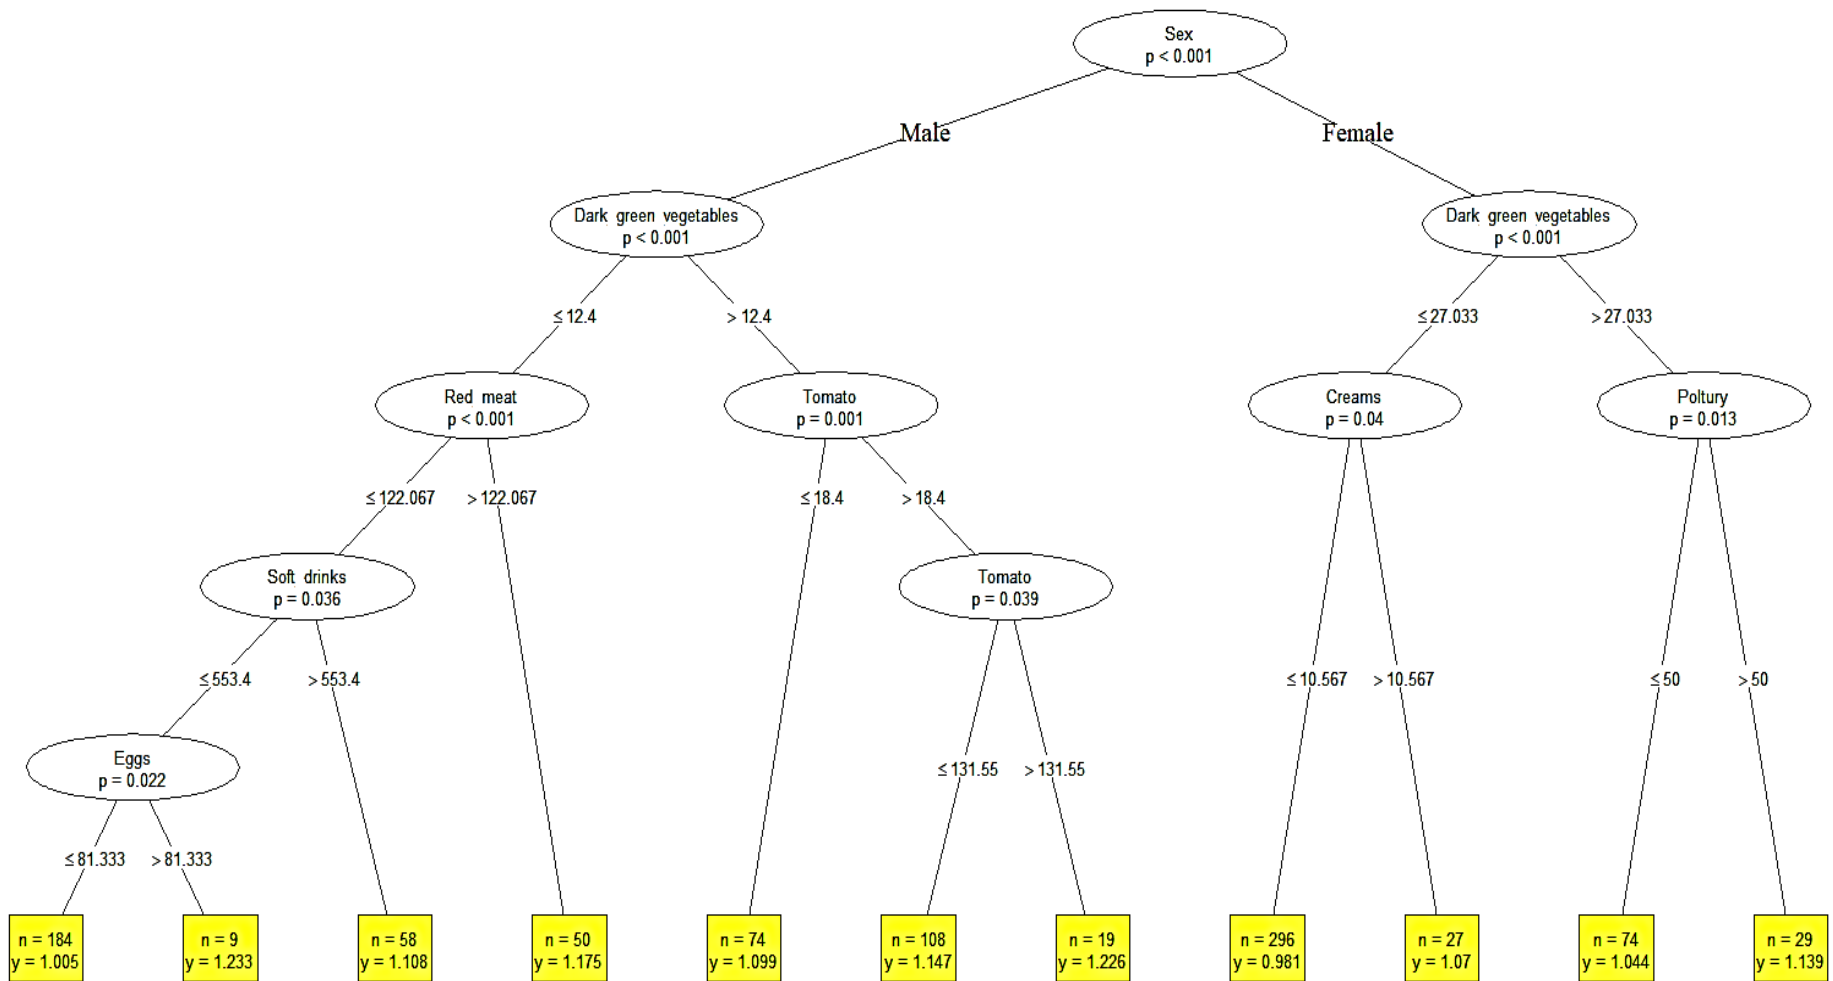 Sex
p < 0.001
Male
Female
Dark green vegetables
p < 0.001
Dark green vegetables
p < 0.001
≤ 12.4
> 12.4
≤ 27.033
> 27.033
Red meat
p < 0.001
Tomato
p = 0.001
Creams
p = 0.04
Poltury
p = 0.013
≤ 122.067
> 122.067
≤ 18.4
> 18.4
Soft drinks
p = 0.036
Tomato
p = 0.039
≤ 553.4
> 553.4
≤ 10.567
> 10.567
≤ 50
> 50
Eggs
p = 0.022
≤ 131.55
> 131.55
≤ 81.333
> 81.333
n = 184
y = 1.005
n = 9
y = 1.233
n = 58
y = 1.108
n = 50
y = 1.175
n = 74
y = 1.099
n = 108
y = 1.147
n = 19
y = 1.226
n = 296
y = 0.981
n = 27
y = 1.07
n = 74
y = 1.044
n = 29
y = 1.139